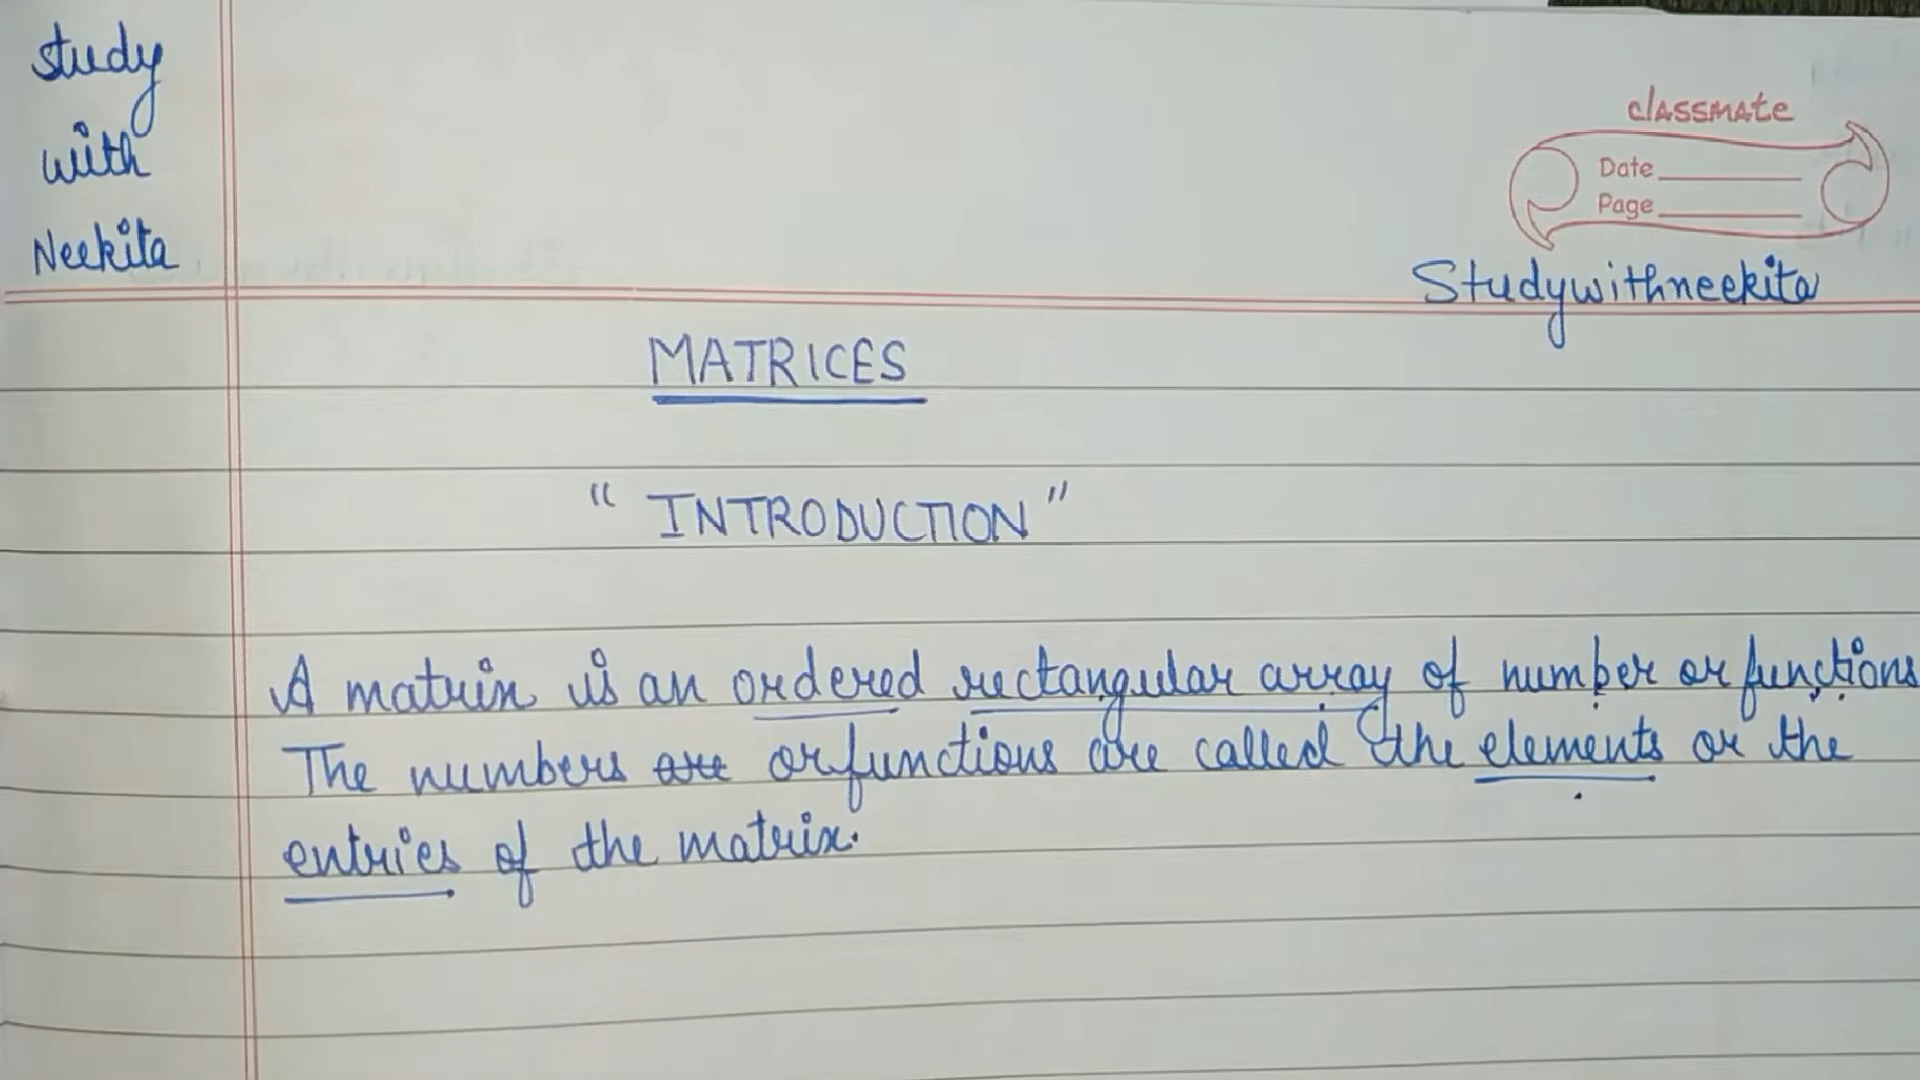 study
with
Neekita
classmate
Date
Page
Studywithneekita
MATRICES
"INTRODUCTION"
A matrix is an ordered rectangular array of number or functions
The numbers are or functions are called the elements or the
entries of the matrix.